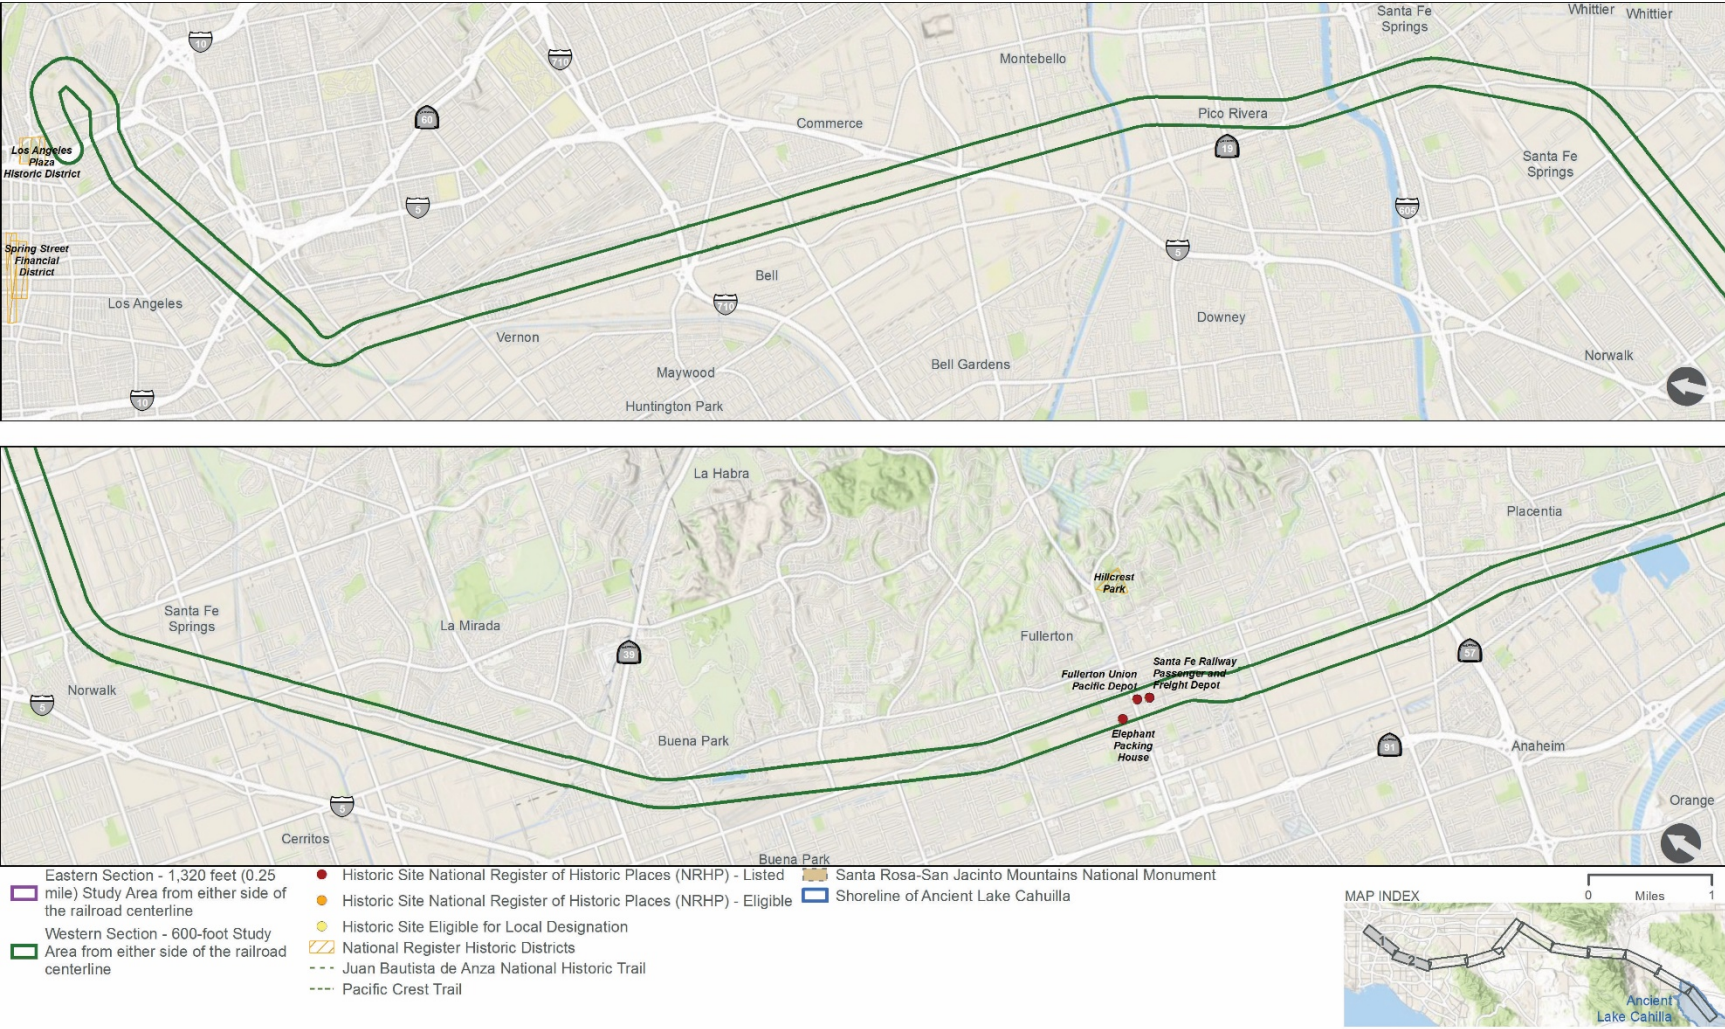 Santa Fe
Springs
Whittier
Whittier
10
710
Montebello
60
Commerce
Pico Rivera
19
Los Angeles
Plaza
Historic District
Santa Fe
Springs
5
605
Spring Street
Financial
District
5
Bell
Los Angeles
710
Downey
Vernon
Norwalk
Bell Gardens
Maywood
10
Huntington Park
La Habra
Placentia
Hillcrest
Park
Santa Fe
Springs
La Mirada
Fullerton
39
57
Santa Fe Railway
Passenger and
Freight Depot
Fullerton Union
Pacific Depot
Norwalk
5
Buena Park
Elephant
Packing
House
91
Anaheim
5
Orange
Cerritos
Buena Park
Eastern Section - 1,320 feet (0.25
mile) Study Area from either side of
the railroad centerline
Western Section - 600-foot Study
Area from either side of the railroad
centerline
Historic Site National Register of Historic Places (NRHP) - Listed
Historic Site National Register of Historic Places (NRHP) - Eligible
Historic Site Eligible for Local Designation
National Register Historic Districts
Juan Bautista de Anza National Historic Trail
Pacific Crest Trail
Santa Rosa-San Jacinto Mountains National Monument
Shoreline of Ancient Lake Cahuilla
0 Miles 1
MAP INDEX
1
2
Ancient
Lake Cahilla